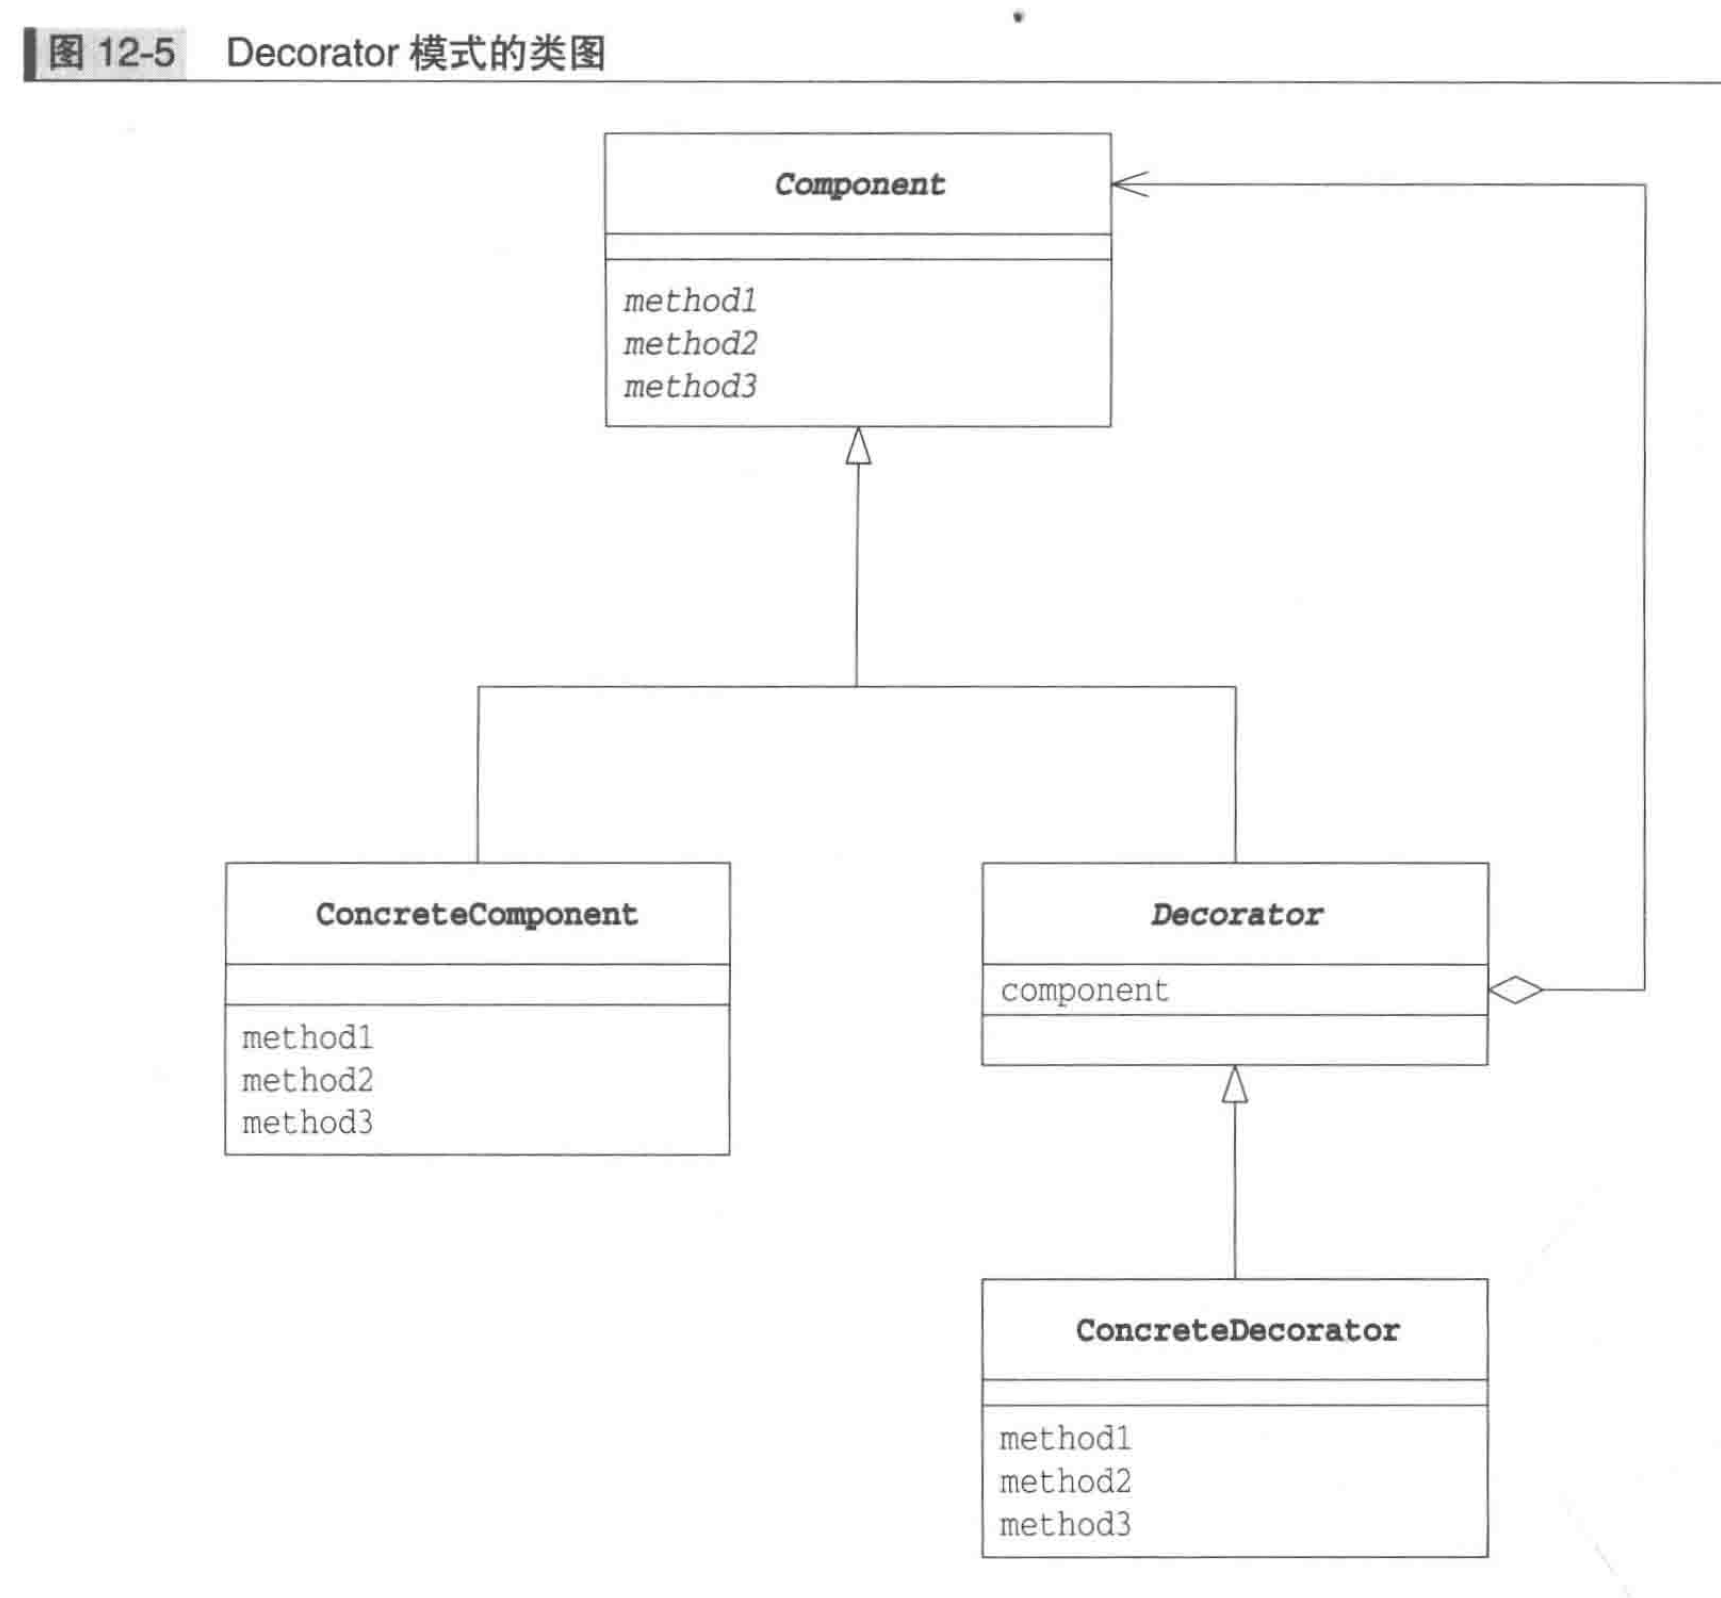 图 12-5 Decorator 模式的类图
Component
method1
method2
method3
ConcreteComponent
method1
method2
method3
Decorator
component
ConcreteDecorator
method1
method2
method3